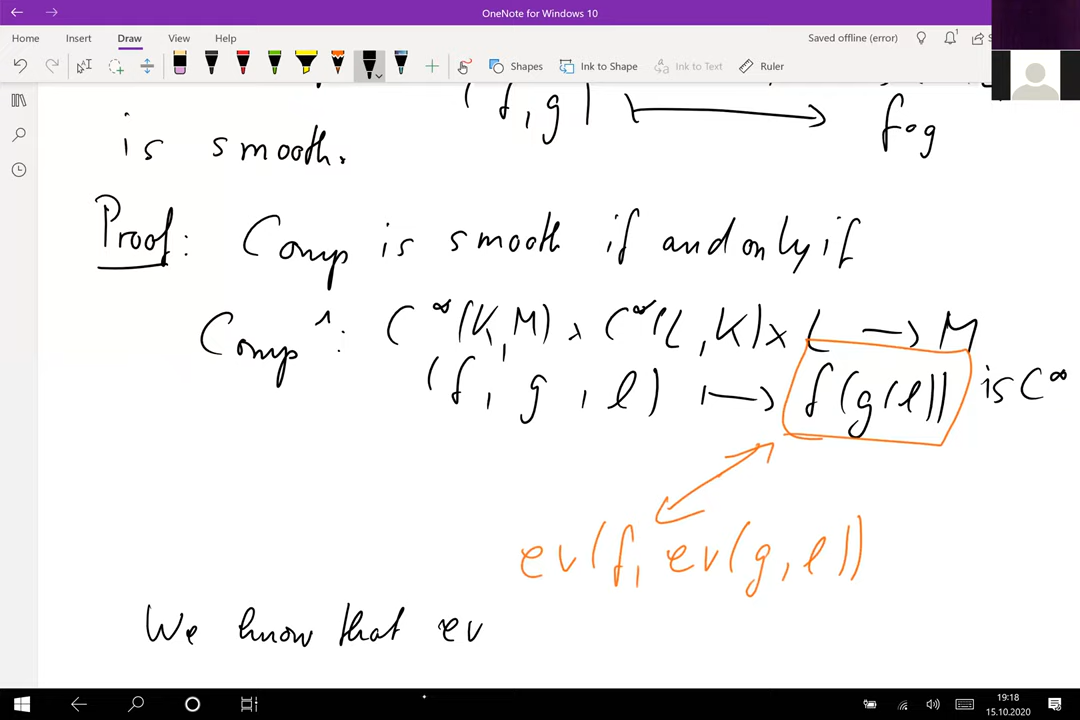 OneNote for Windows 10
Home Insert Draw View Help
Saved offline (error)
Shapes Ink to Shape Ink to Text Ruler
(f, g) ⟼ f∘g
is smooth.
Proof: Comp is smooth if and only if
Comp^: C^∞(K, M) × C^∞(L, K) × L → M
(f, g, l) ⟼ f(g(l)) is C^∞
ev(f, ev(g, l))
We know that ev
19:18
15.10.2020